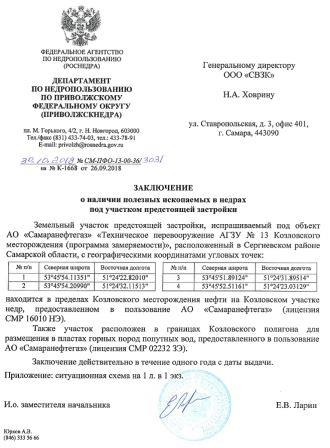 ФЕДЕРАЛЬНОЕ АГЕНТСТВО
ПО НЕДРОПОЛЬЗОВАНИЮ
(РОСНЕДРА)
ДЕПАРТАМЕНТ
ПО НЕДРОПОЛЬЗОВАНИЮ
ПО ПРИВОЛЖСКОМУ
ФЕДЕРАЛЬНОМУ ОКРУГУ
(ПРИВОЛЖСКНЕДРА)
пл. М. Горького, 4/2, г. Н. Новгород, 603000
Тел./факс (831) 433-74-03, тел. 433-78-91
E-mail: privolzh@rosnedra.gov.ru
Генеральному директору
ООО «СВЗК»
Н.А. Ховрину
ул. Ставропольская, д. 3, офис 401,
г. Самара, 443090
30.10.2018 № СМ-ПФО-13-00-36/3031
на № К-1668 от 26.09.2018
ЗАКЛЮЧЕНИЕ
о наличии полезных ископаемых в недрах
под участком предстоящей застройки
Земельный участок предстоящей застройки, испрашиваемый под объект
АО «Самаранефтегаз» «Техническое перевооружение АГЗУ № 13 Козловского
месторождения (программа замеряемости)», расположенный в Сергиевском районе
Самарской области, с географическими координатами угловых точек:
№ п/п Северная широта Восточная долгота № п/п Северная широта Восточная долгота
1 53°45'54.11351" 51°24'22.82010" 3 53°45'51.89124" 51°24'31.89514"
2 53°45'54.20990" 51°24'32.11513" 4 53°45'52.51261" 51°24'23.03129"
находится в пределах Козловского месторождения нефти на Козловском участке
недр, предоставленном в пользование АО «Самаранефтегаз» (лицензия
СМР 16010 НЭ).
Также участок расположен в границах Козловского полигона для
размещения в пластах горных пород попутных вод, предоставленного в пользование
АО «Самаранефтегаз» (лицензия СМР 02232 ЗЭ).
Заключение действительно в течение одного года с даты выдачи.
Приложение: ситуационная схема на 1 л. в 1 экз.
И.о. заместителя начальника
Е.В. Ларин
Юрков А.В.
(846) 333 56 66